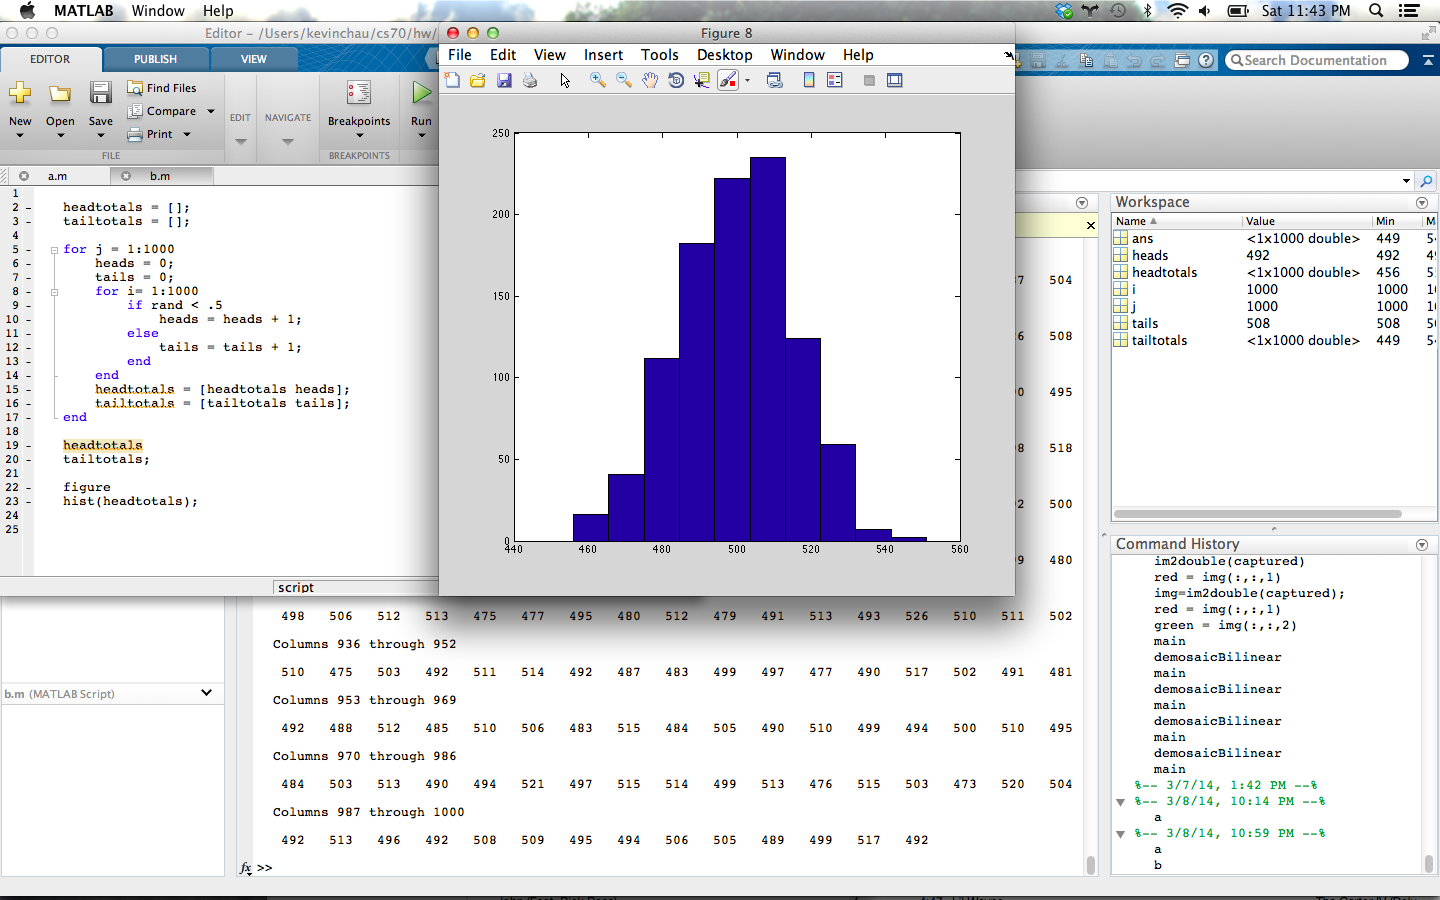 MATLAB Window Help
Sat 11:43 PM
Editor – /Users/kevinchau/cs70/hw/
Figure 8
EDITOR PUBLISH VIEW
File Edit View Insert Tools Desktop Window Help
Search Documentation
New Open Save
Find Files
Compare
Print
EDIT NAVIGATE
Breakpoints Run
FILE BREAKPOINTS
a.m b.m
1
2 headtotals = [];
3 tailtotals = [];
4
5 for j = 1:1000
6 heads = 0;
7 tails = 0;
8 for i= 1:1000
9 if rand < .5
10 heads = heads + 1;
11 else
12 tails = tails + 1;
13 end
14 end
15 headtotals = [headtotals heads];
16 tailtotals = [tailtotals tails];
17 end
18
19 headtotals
20 tailtotals;
21
22 figure
23 hist(headtotals);
24
25
script
250
200
150
100
50
0
440 460 480 500 520 540 560
504
508
495
518
500
480
498 506 512 513 475 477 495 480 512 479 491 513 493 526 510 511 502
Columns 936 through 952
510 475 503 492 511 514 492 487 483 499 497 477 490 517 502 491 481
Columns 953 through 969
492 488 512 485 510 506 483 515 484 505 490 510 499 494 500 510 495
Columns 970 through 986
484 503 513 490 494 521 497 515 514 499 513 476 515 503 473 520 504
Columns 987 through 1000
492 513 496 492 508 509 495 494 506 505 489 499 517 492
fx >>
b.m (MATLAB Script)
Workspace
Name Value Min
ans <1x1000 double> 449
heads 492 492
headtotals <1x1000 double> 456
i 1000 1000
j 1000 1000
tails 508 508
tailtotals <1x1000 double> 449
Command History
im2double(captured)
red = img(:,:,1)
img=im2double(captured);
red = img(:,:,1)
green = img(:,:,2)
main
demosaicBilinear
main
demosaicBilinear
main
demosaicBilinear
main
demosaicBilinear
main
%-- 3/7/14, 1:42 PM --%
%-- 3/8/14, 10:14 PM --%
a
%-- 3/8/14, 10:59 PM --%
a
b